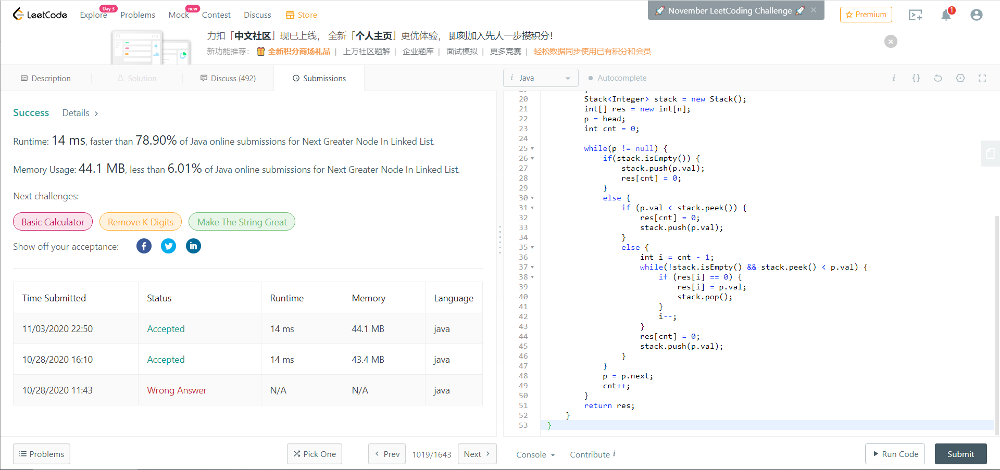 LeetCode Explore Day 3 Problems Mock new Contest Discuss Store 🚀 November LeetCoding Challenge 🚀 × Premium 1
力扣「中文社区」现已上线， 全新「个人主页」更优体验， 即刻加入先人一步攒积分！
新功能推荐： 全新积分商场礼品 | 上万社区题解 | 企业题库 | 面试模拟 | 更多竞赛 | 轻松数据同步使用已有积分和会员
Description Solution Discuss (492) Submissions
Success Details >
Runtime: 14 ms, faster than 78.90% of Java online submissions for Next Greater Node In Linked List.
Memory Usage: 44.1 MB, less than 6.01% of Java online submissions for Next Greater Node In Linked List.
Next challenges:
Basic Calculator Remove K Digits Make The String Great
Show off your acceptance:
Time Submitted Status Runtime Memory Language
11/03/2020 22:50 Accepted 14 ms 44.1 MB java
10/28/2020 16:10 Accepted 14 ms 43.4 MB java
10/28/2020 11:43 Wrong Answer N/A N/A java
i Java Autocomplete i {}
20 Stack<Integer> stack = new Stack();
21 int[] res = new int[n];
22 p = head;
23 int cnt = 0;
24
25 while(p != null) {
26 if(stack.isEmpty()) {
27 stack.push(p.val);
28 res[cnt] = 0;
29 }
30 else {
31 if (p.val < stack.peek()) {
32 res[cnt] = 0;
33 stack.push(p.val);
34 }
35 else {
36 int i = cnt - 1;
37 while(!stack.isEmpty() && stack.peek() < p.val) {
38 if (res[i] == 0) {
39 res[i] = p.val;
40 stack.pop();
41 }
42 i--;
43 }
44 res[cnt] = 0;
45 stack.push(p.val);
46 }
47 }
48 p = p.next;
49 cnt++;
50 }
51 return res;
52 }
53 }
Problems Pick One < Prev 1019/1643 Next > Console Contribute i Run Code Submit